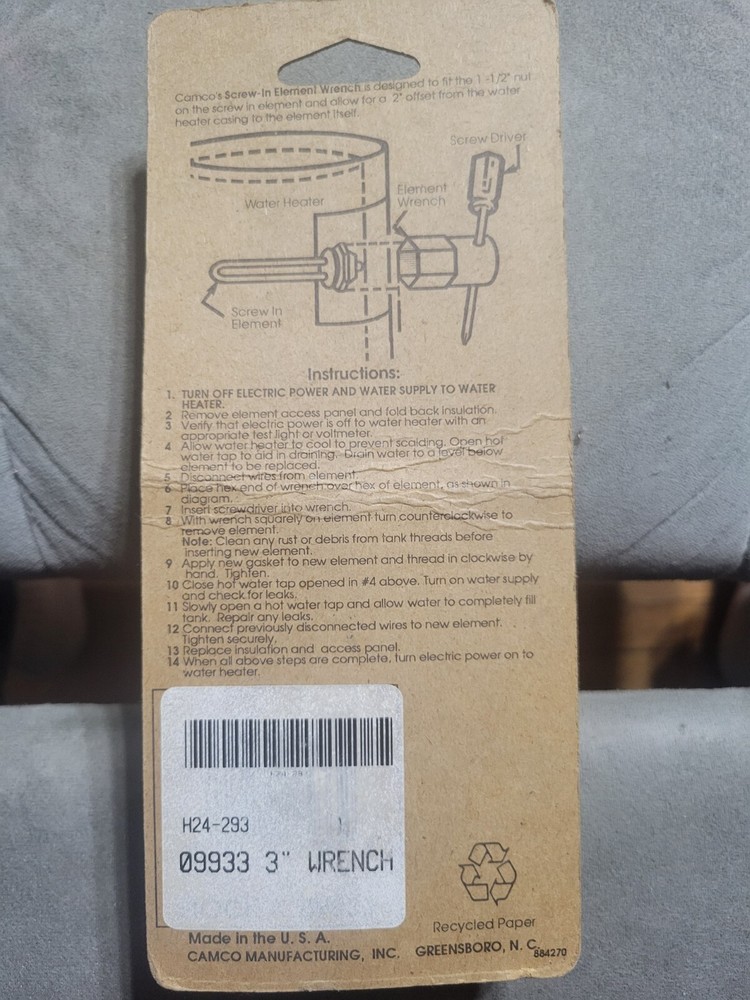 Camco's Screw-In Element Wrench is designed to fit the 1 -1/2" nut
on the screw in element and allow for a 2" offset from the water
heater casing to the element itself.
Screw Driver
Element
Wrench
Water Heater
Screw In
Element
Instructions:
1. TURN OFF ELECTRIC POWER AND WATER SUPPLY TO WATER
HEATER.
2 Remove element access panel and fold back insulation.
3 Verify that electric power is off to water heater with an
appropriate test light or voltmeter.
4 Allow water heater to cool to prevent scalding. Open hot
water tap to aid in draining. Drain water to a level below
element to be replaced.
5 Disconnect wires from element.
6 Place hex end of wrench over hex of element, as shown in
diagram.
7 Insert screwdriver into wrench.
8 With wrench squarely on element turn counterclockwise to
remove element.
Note: Clean any rust or debris from tank threads before
inserting new element.
9 Apply new gasket to new element and thread in clockwise by
hand. Tighten.
10 Close hot water tap opened in #4 above. Turn on water supply
and check for leaks.
11 Slowly open a hot water tap and allow water to completely fill
tank. Repair any leaks.
12 Connect previously disconnected wires to new element.
Tighten securely.
13 Replace insulation and access panel.
14 When all above steps are complete, turn electric power on to
water heater.
H24-293
09933 3" WRENCH
Recycled Paper
Made in the U. S. A.
CAMCO MANUFACTURING, INC. GREENSBORO, N. C.
884270